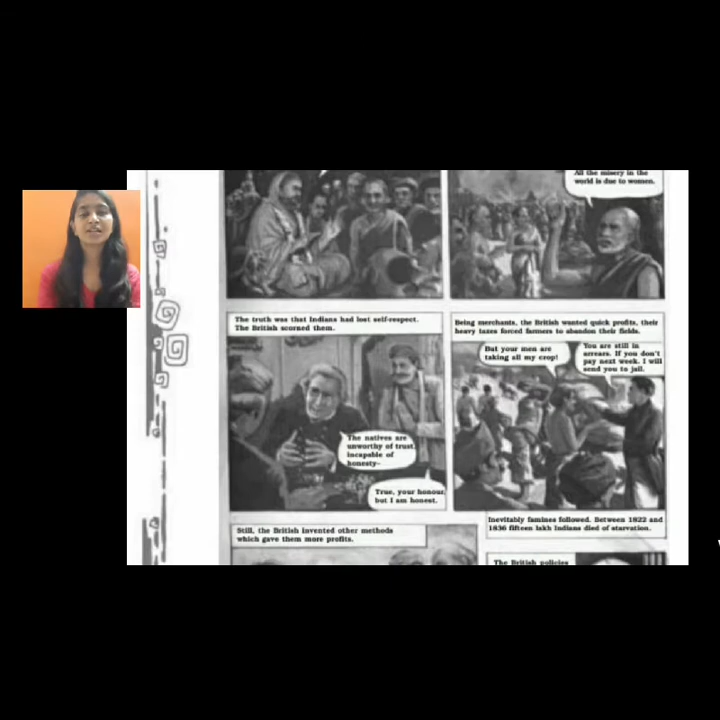 All the misery in the
world is due to women.
The truth was that Indians had lost self-respect.
The British scorned them.
The natives are
unworthy of trust,
incapable of
honesty–
True, your honour,
but I am honest.
Being merchants, the British wanted quick profits, their
heavy taxes forced farmers to abandon their fields.
But your men are
taking all my crop!
You are still in
arrears. If you don't
pay next week. I will
send you to jail.
Inevitably famines followed. Between 1822 and
1836 fifteen lakh Indians died of starvation.
Still, the British invented other methods
which gave them more profits.
The British policies